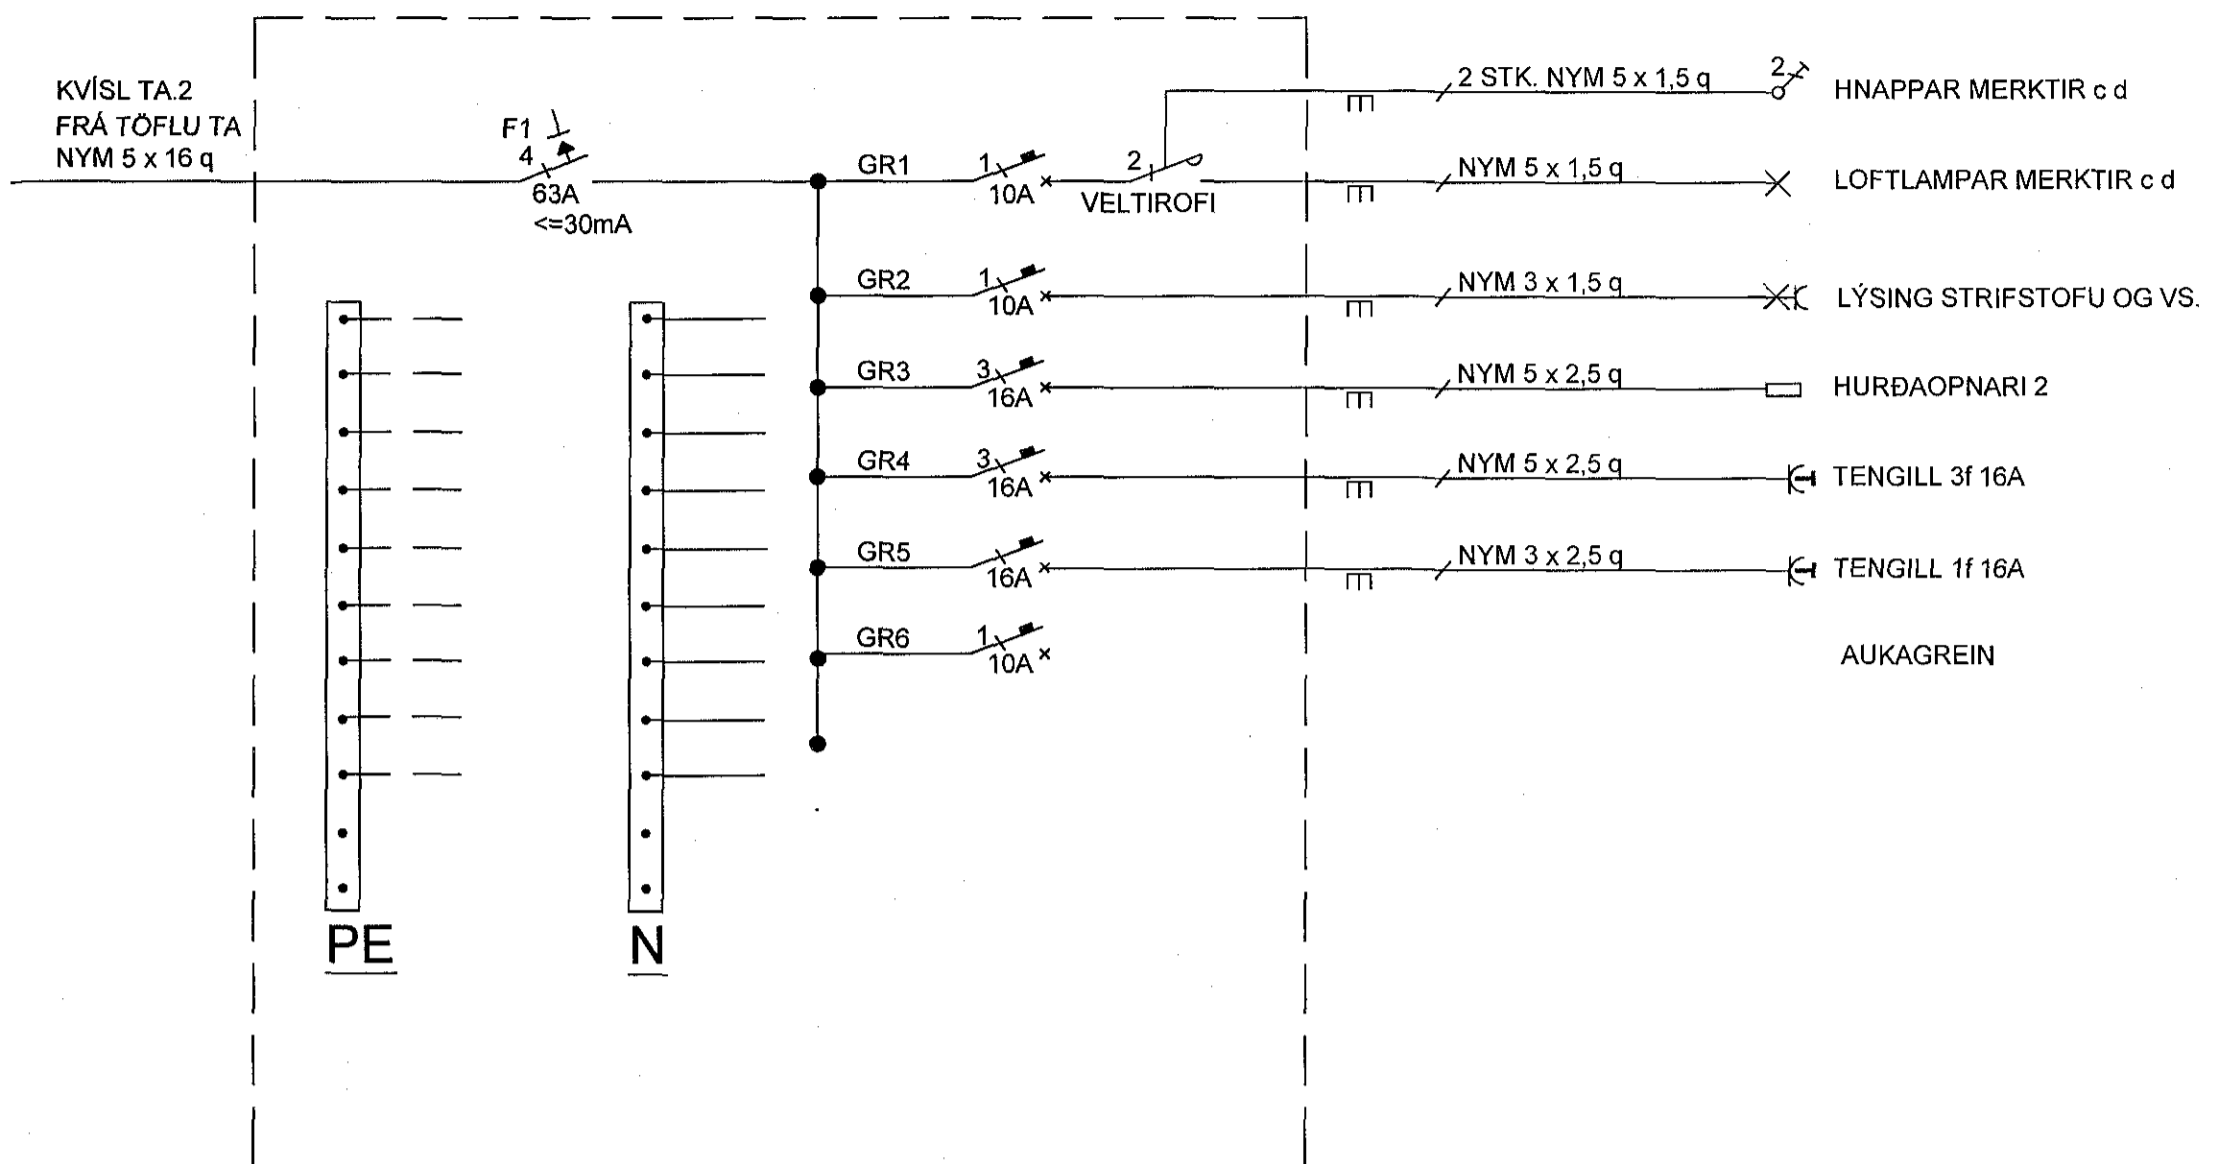 KVÍSL TA.2
FRÁ TÖFLU TA
NYM 5 x 16 q
F1
4
63A
<=30mA
2 STK. NYM 5 x 1,5 q
2
HNAPPAR MERKTIR c d
GR1
1
10A
2
VELTIROFI
NYM 5 x 1,5 q
LOFTLAMPAR MERKTIR c d
GR2
1
10A
NYM 3 x 1,5 q
LÝSING STRIFSTOFU OG VS.
GR3
3
16A
NYM 5 x 2,5 q
HURÐAOPNARI 2
GR4
3
16A
NYM 5 x 2,5 q
TENGILL 3f 16A
GR5
16A
NYM 3 x 2,5 q
TENGILL 1f 16A
GR6
1
10A
AUKAGREIN
PE
N